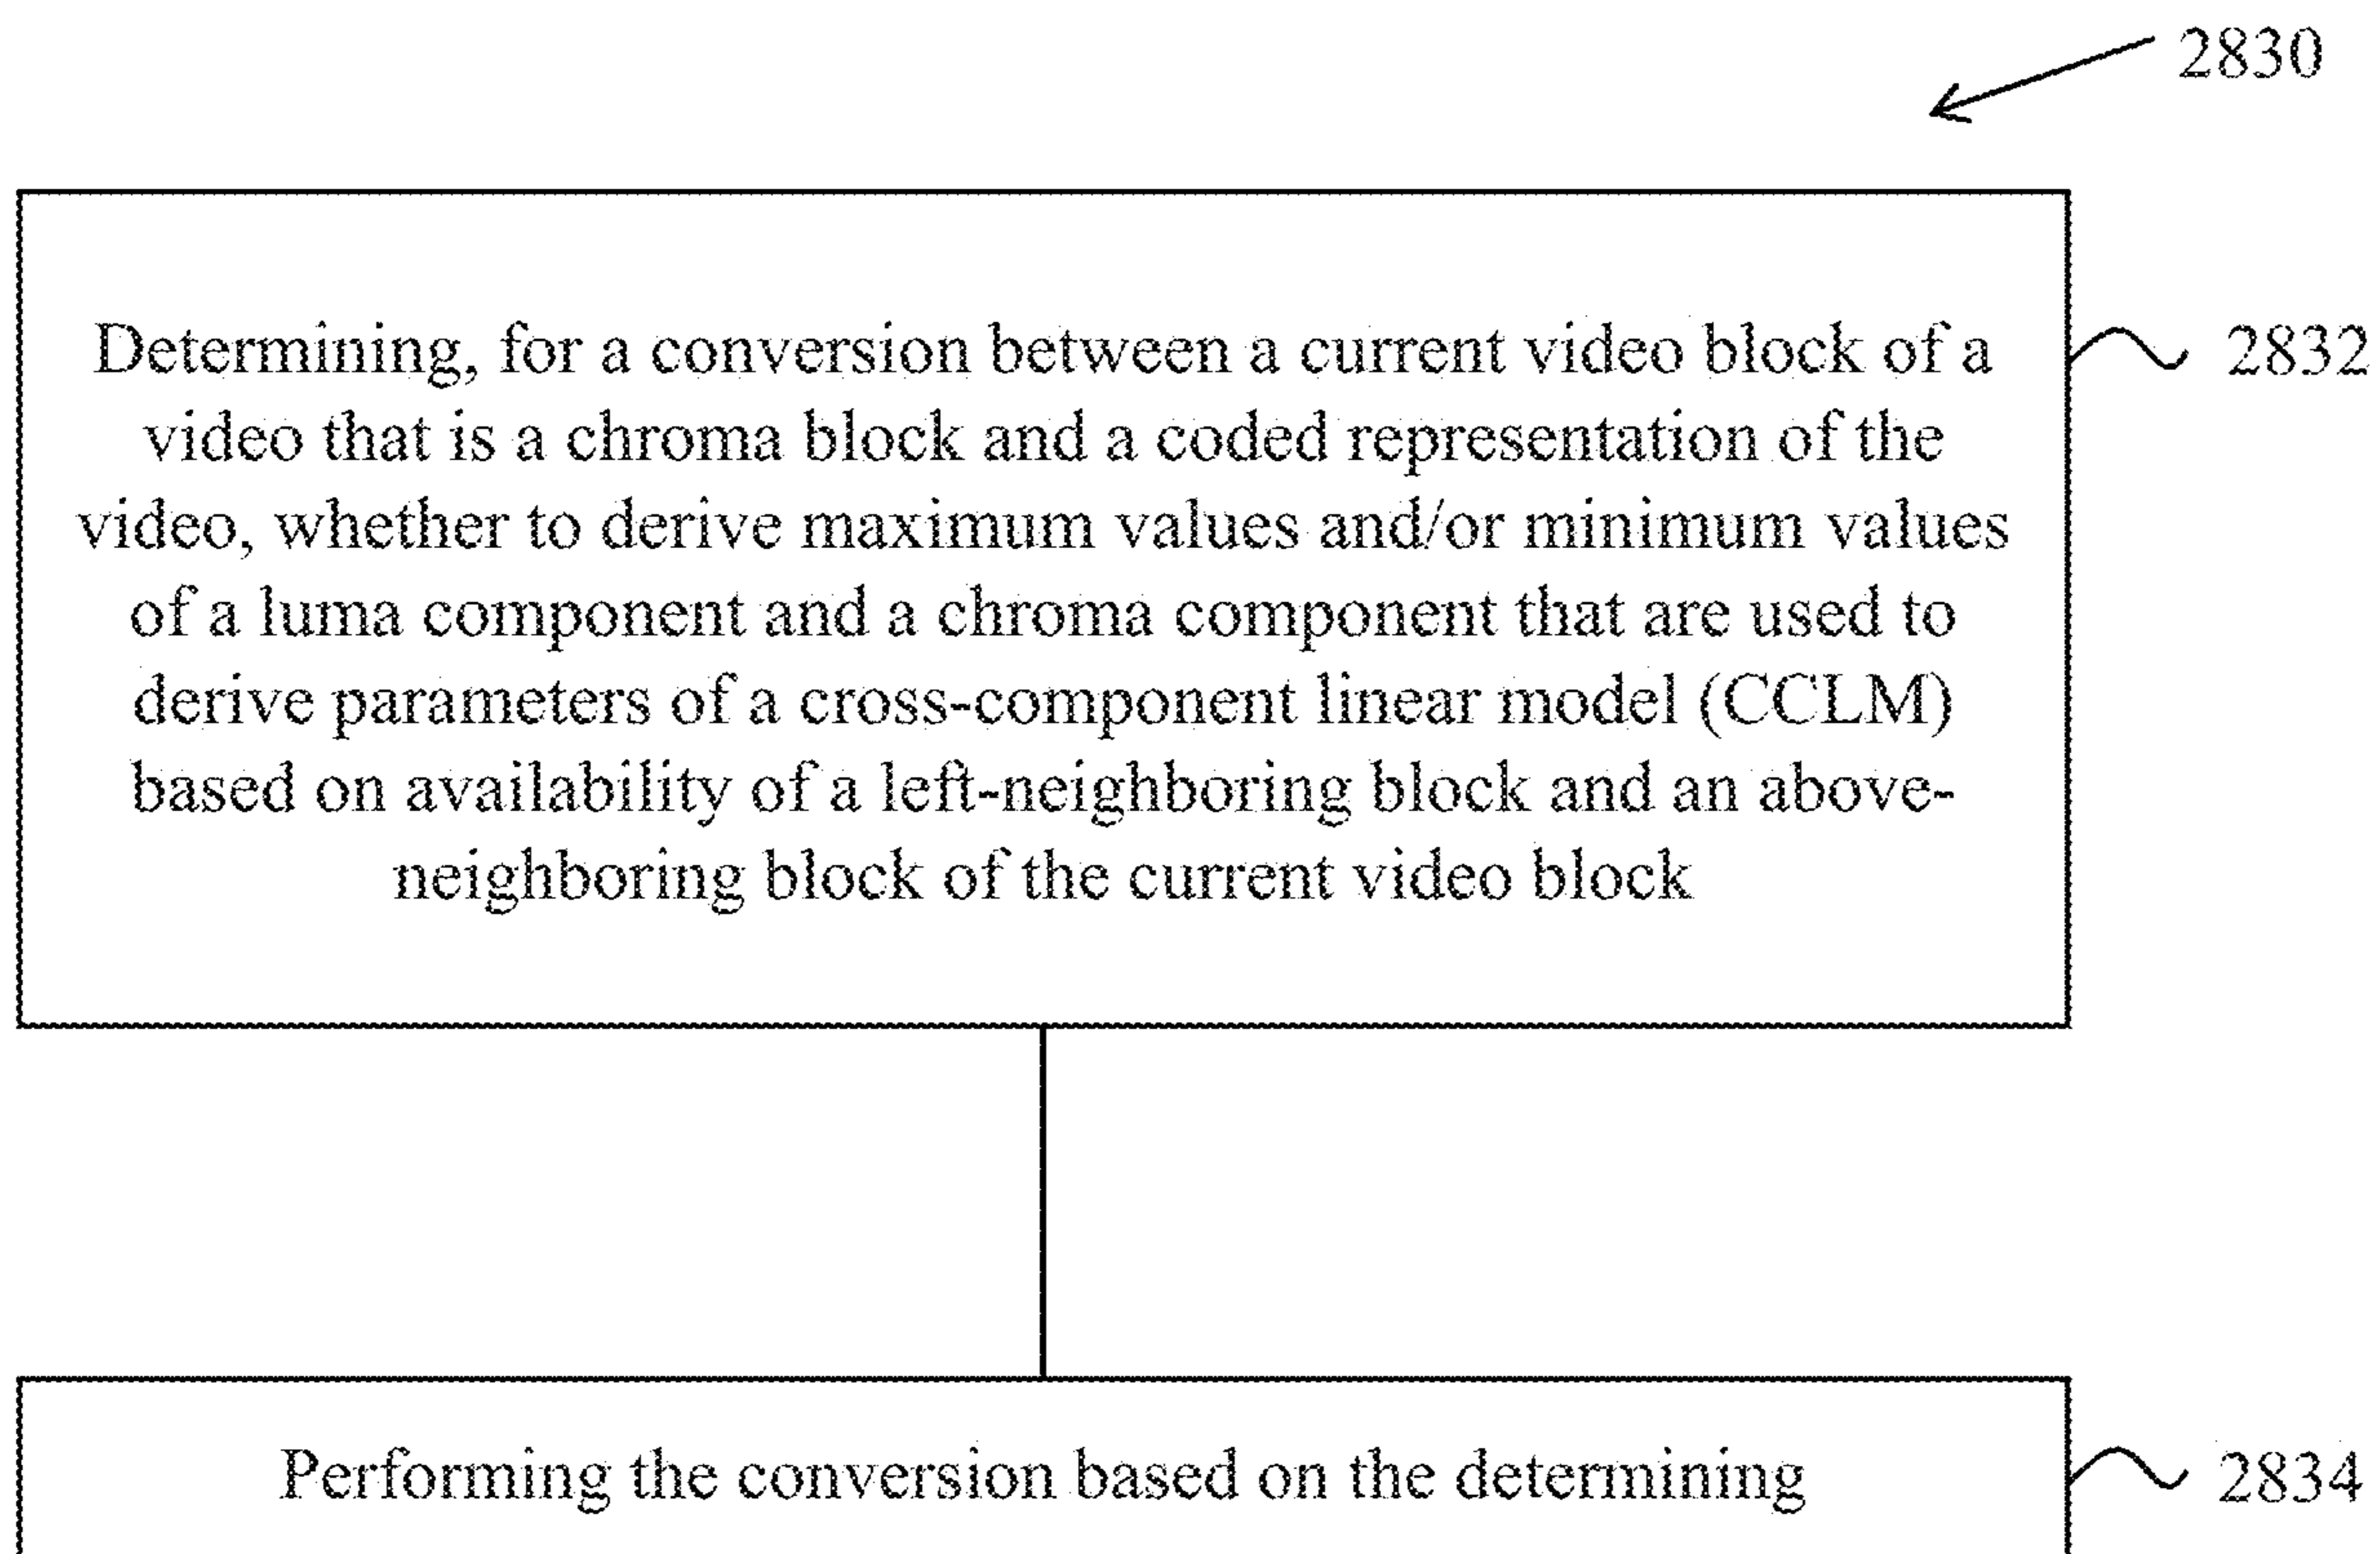 2830
Determining, for a conversion between a current video block of a
video that is a chroma block and a coded representation of the
video, whether to derive maximum values and/or minimum values
of a luma component and a chroma component that are used to
derive parameters of a cross-component linear model (CCLM)
based on availability of a left-neighboring block and an above-
neighboring block of the current video block
2832
Performing the conversion based on the determining
2834